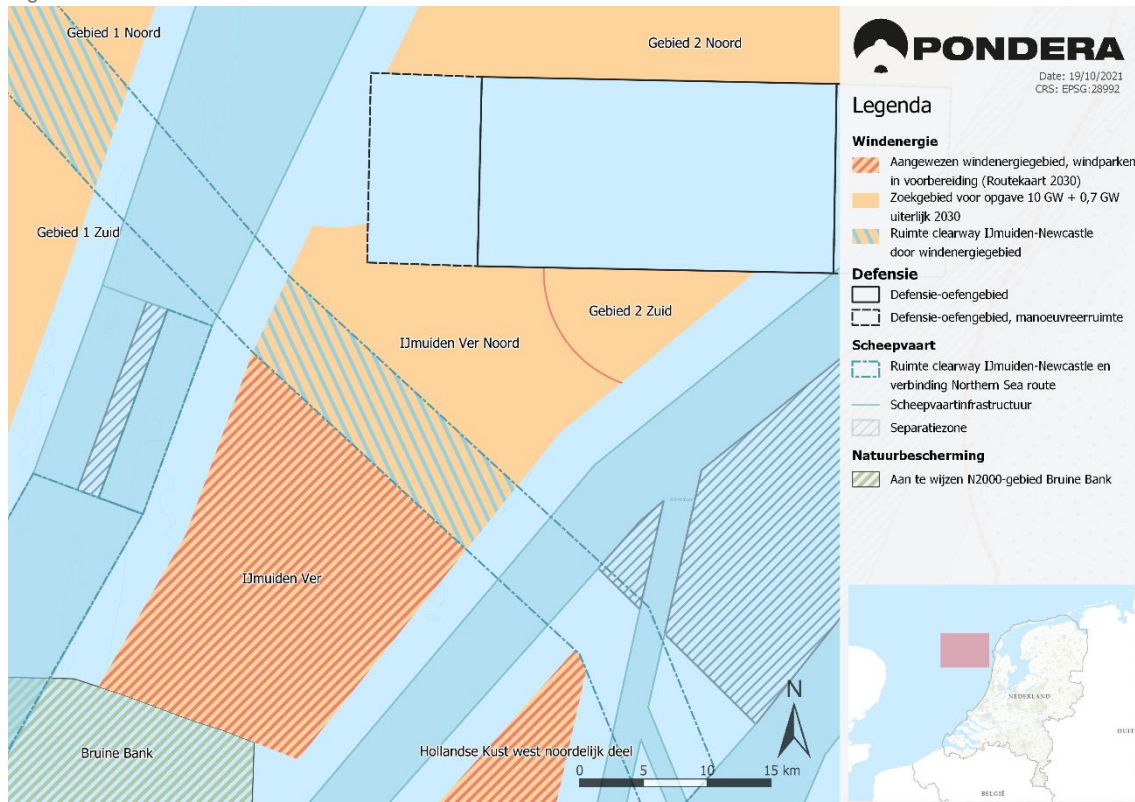 Gebied 1 Noord
Gebied 2 Noord
Gebied 1 Zuid
Gebied 2 Zuid
IJmuiden Ver Noord
IJmuiden Ver
Bruine Bank
Hollandse Kust west noordelijk deel
N
0 5 10 15 km
PONDERA
Date: 19/10/2021
CRS: EPSG:28992
Legenda
Windenergie
Aangewezen windenergiegebied, windparken
in voorbereiding (Routekaart 2030)
Zoekgebied voor opgave 10 GW + 0,7 GW
uiterlijk 2030
Ruimte clearway IJmuiden-Newcastle
door windenergiegebied
Defensie
Defensie-oefengebied
Defensie-oefengebied, manoeuvreerruimte
Scheepvaart
Ruimte clearway IJmuiden-Newcastle en
verbinding Northern Sea route
Scheepvaartinfrastructuur
Separatiezone
Natuurbescherming
Aan te wijzen N2000-gebied Bruine Bank
NEDERLAND
DUIT
BELGIË